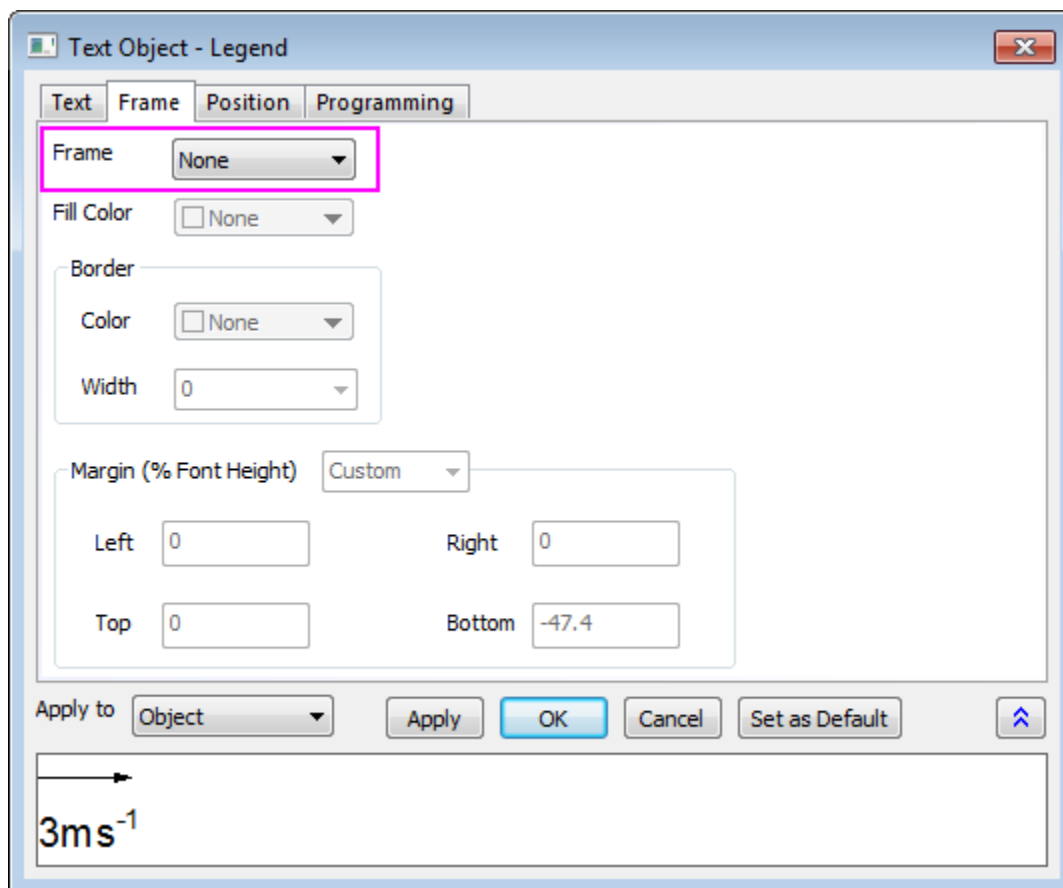 Text Object - Legend
Text Frame Position Programming
Frame None
Fill Color None
Border
Color None
Width 0
Margin (% Font Height) Custom
Left 0 Right 0
Top 0 Bottom -47.4
Apply to Object Apply OK Cancel Set as Default
3ms⁻¹